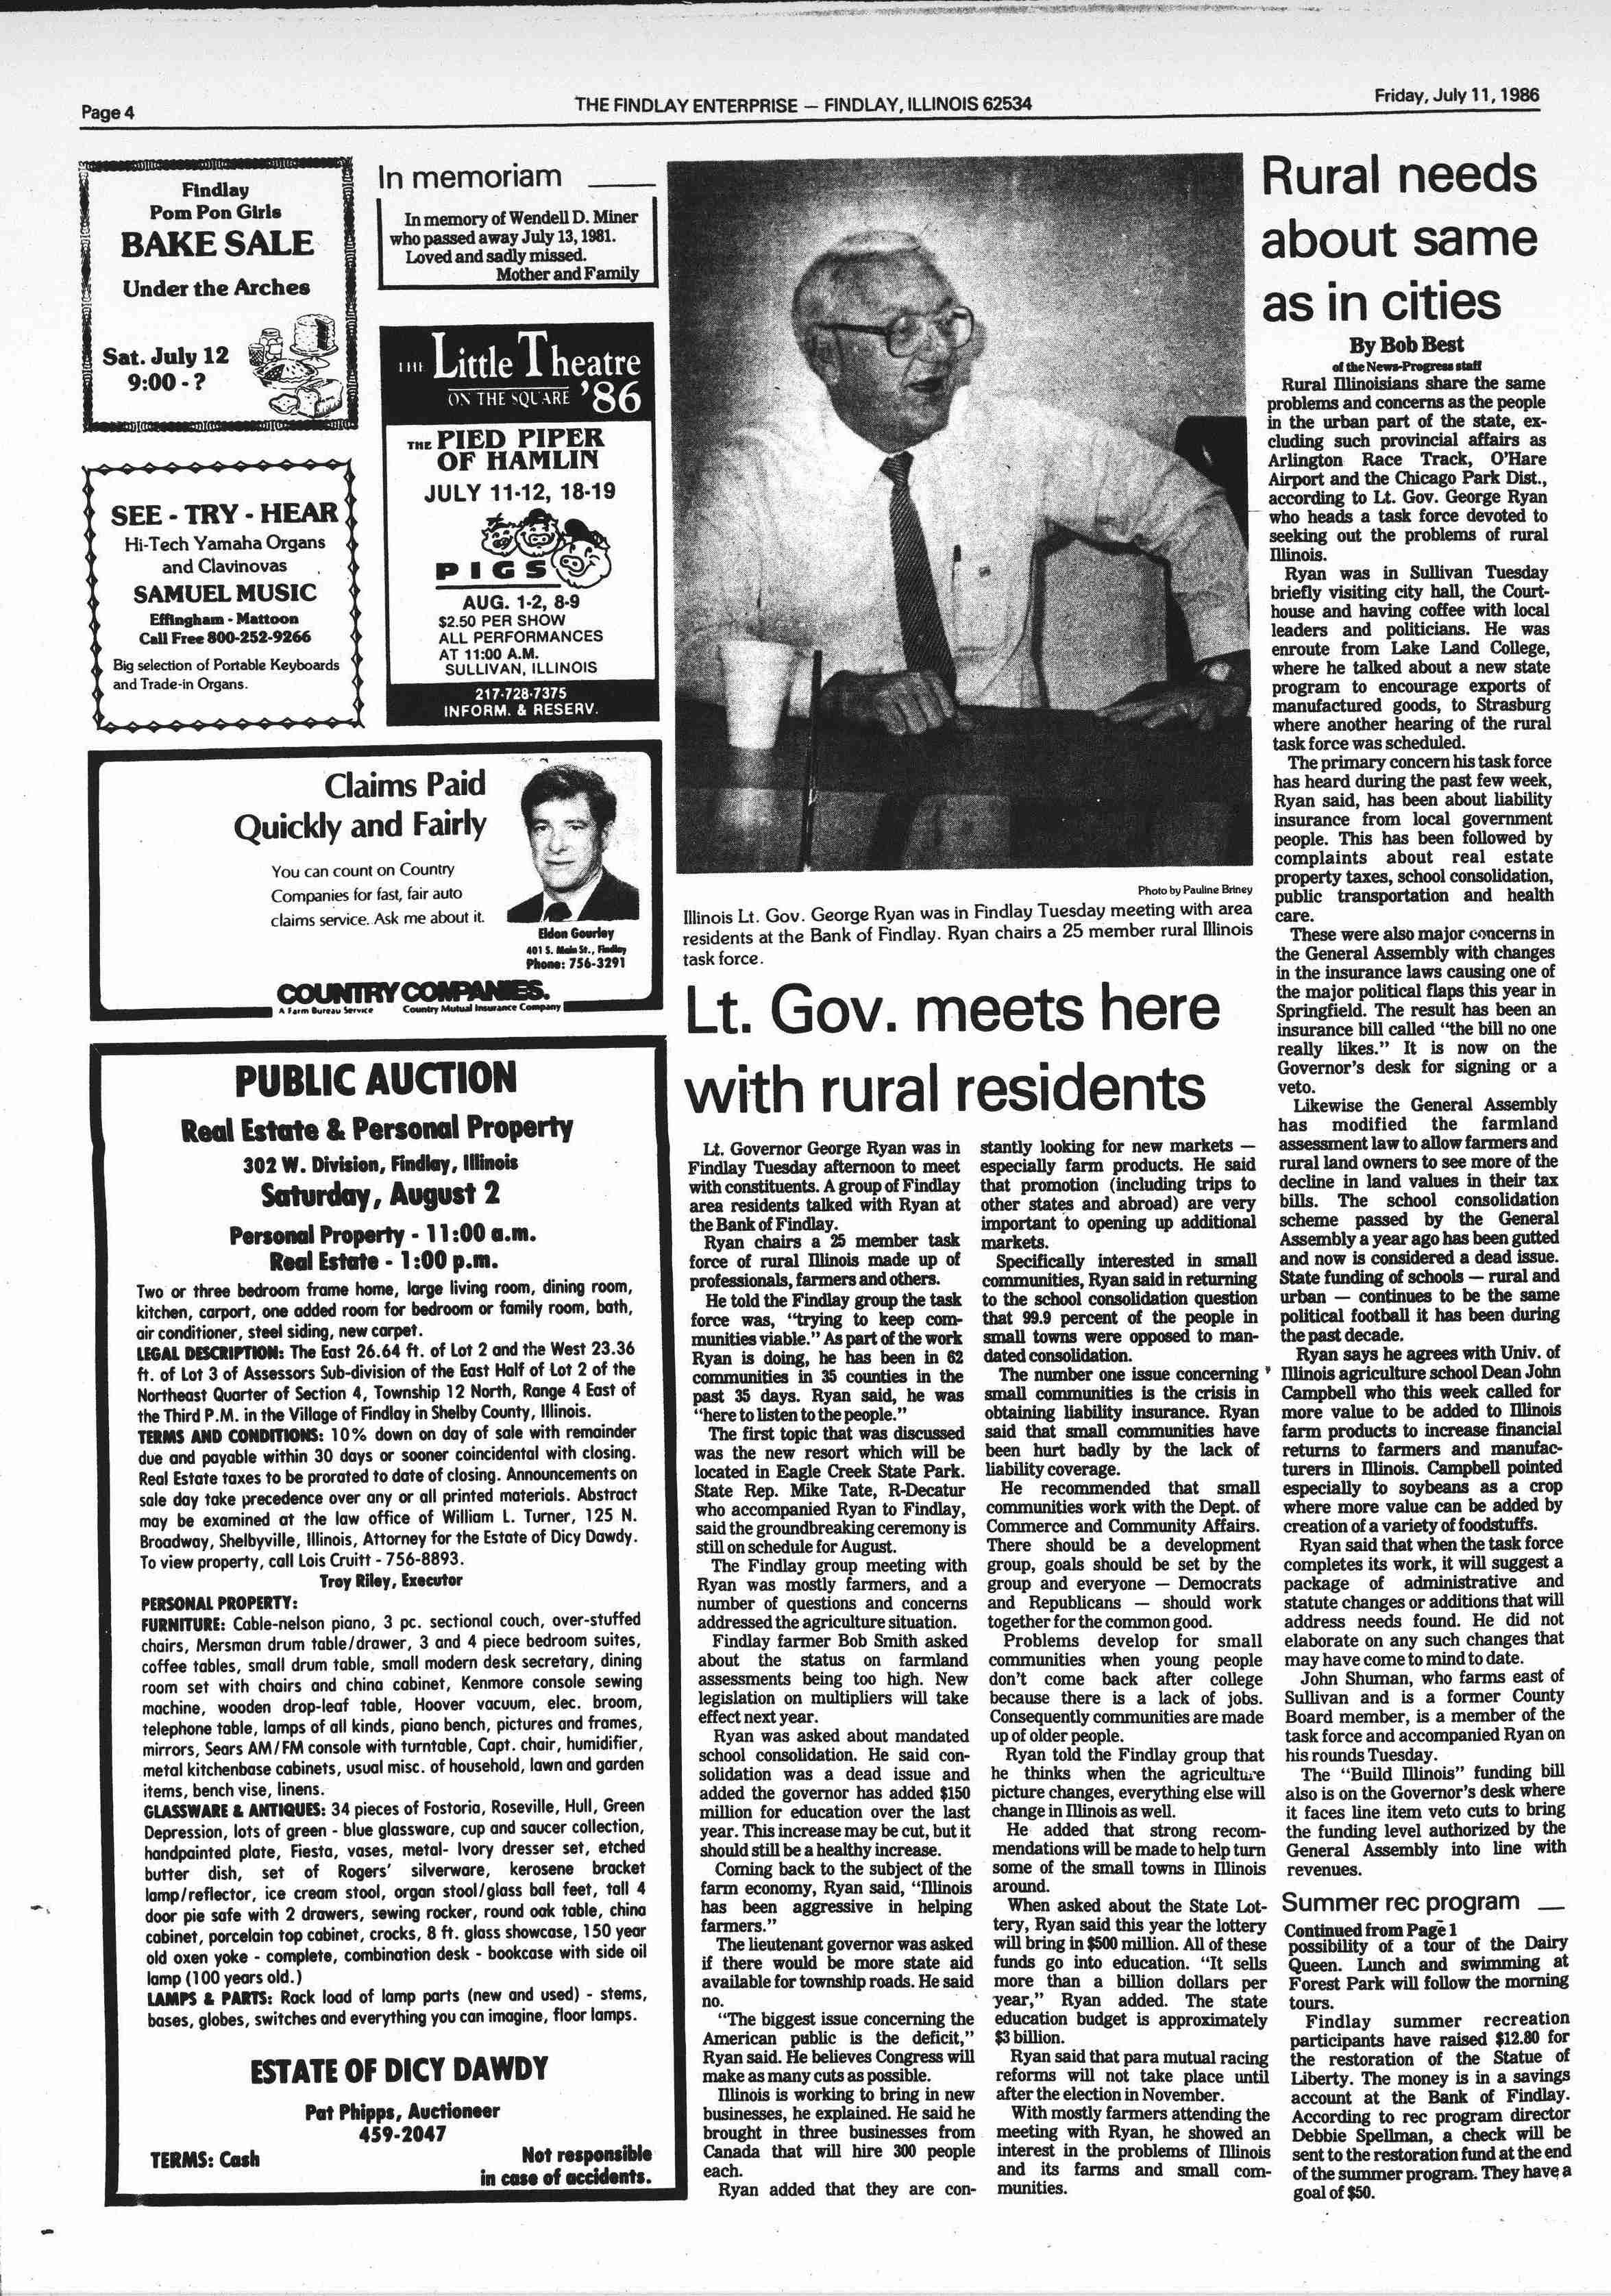 Page 4
THE FINDLAY ENTERPRISE — FINDLAY, ILLINOIS 62534
Friday, July 11, 1986
Findlay
Pom Pon Girls
BAKE SALE
Under the Arches
Sat. July 12
9:00 - ?
SEE - TRY - HEAR
Hi-Tech Yamaha Organs
and Clavinovas
SAMUEL MUSIC
Effingham - Mattoon
Call Free 800-252-9266
Big selection of Portable Keyboards
and Trade-in Organs.
In memoriam
In memory of Wendell D. Miner
who passed away July 13, 1981.
Loved and sadly missed.
Mother and Family
THE Little Theatre
ON THE SQUARE '86
THE PIED PIPER
OF HAMLIN
JULY 11-12, 18-19
PIGS
AUG. 1-2, 8-9
$2.50 PER SHOW
ALL PERFORMANCES
AT 11:00 A.M.
SULLIVAN, ILLINOIS
217-728-7375
INFORM. & RESERV.
Claims Paid
Quickly and Fairly
You can count on Country
Companies for fast, fair auto
claims service. Ask me about it.
Eldon Gourley
401 S. Main St., Findlay
Phone: 756-3291
COUNTRY COMPANIES.
A Farm Bureau Service Country Mutual Insurance Company
PUBLIC AUCTION
Real Estate & Personal Property
302 W. Division, Findlay, Illinois
Saturday, August 2
Personal Property - 11:00 a.m.
Real Estate - 1:00 p.m.
Two or three bedroom frame home, large living room, dining room,
kitchen, carport, one added room for bedroom or family room, bath,
air conditioner, steel siding, new carpet.
LEGAL DESCRIPTION: The East 26.64 ft. of Lot 2 and the West 23.36
ft. of Lot 3 of Assessors Sub-division of the East Half of Lot 2 of the
Northeast Quarter of Section 4, Township 12 North, Range 4 East of
the Third P.M. in the Village of Findlay in Shelby County, Illinois.
TERMS AND CONDITIONS: 10% down on day of sale with remainder
due and payable within 30 days or sooner coincidental with closing.
Real Estate taxes to be prorated to date of closing. Announcements on
sale day take precedence over any or all printed materials. Abstract
may be examined at the law office of William L. Turner, 125 N.
Broadway, Shelbyville, Illinois, Attorney for the Estate of Dicy Dawdy.
To view property, call Lois Cruitt - 756-8893.
Troy Riley, Executor
PERSONAL PROPERTY:
FURNITURE: Cable-nelson piano, 3 pc. sectional couch, over-stuffed
chairs, Mersman drum table/drawer, 3 and 4 piece bedroom suites,
coffee tables, small drum table, small modern desk secretary, dining
room set with chairs and china cabinet, Kenmore console sewing
machine, wooden drop-leaf table, Hoover vacuum, elec. broom,
telephone table, lamps of all kinds, piano bench, pictures and frames,
mirrors, Sears AM/FM console with turntable, Capt. chair, humidifier,
metal kitchenbase cabinets, usual misc. of household, lawn and garden
items, bench vise, linens.
GLASSWARE & ANTIQUES: 34 pieces of Fostoria, Roseville, Hull, Green
Depression, lots of green - blue glassware, cup and saucer collection,
handpainted plate, Fiesta, vases, metal- Ivory dresser set, etched
butter dish, set of Rogers' silverware, kerosene bracket
lamp/reflector, ice cream stool, organ stool/glass ball feet, tall 4
door pie safe with 2 drawers, sewing rocker, round oak table, china
cabinet, porcelain top cabinet, crocks, 8 ft. glass showcase, 150 year
old oxen yoke - complete, combination desk - bookcase with side oil
lamp (100 years old.)
LAMPS & PARTS: Rack load of lamp parts (new and used) - stems,
bases, globes, switches and everything you can imagine, floor lamps.
ESTATE OF DICY DAWDY
Pat Phipps, Auctioneer
459-2047
TERMS: Cash
Not responsible
in case of accidents.
Photo by Pauline Briney
Illinois Lt. Gov. George Ryan was in Findlay Tuesday meeting with area
residents at the Bank of Findlay. Ryan chairs a 25 member rural Illinois
task force.
Lt. Gov. meets here
with rural residents
Lt. Governor George Ryan was in
Findlay Tuesday afternoon to meet
with constituents. A group of Findlay
area residents talked with Ryan at
the Bank of Findlay.
Ryan chairs a 25 member task
force of rural Illinois made up of
professionals, farmers and others.
He told the Findlay group the task
force was, "trying to keep com-
munities viable." As part of the work
Ryan is doing, he has been in 62
communities in 35 counties in the
past 35 days. Ryan said, he was
"here to listen to the people."
The first topic that was discussed
was the new resort which will be
located in Eagle Creek State Park.
State Rep. Mike Tate, R-Decatur
who accompanied Ryan to Findlay,
said the groundbreaking ceremony is
still on schedule for August.
The Findlay group meeting with
Ryan was mostly farmers, and a
number of questions and concerns
addressed the agriculture situation.
Findlay farmer Bob Smith asked
about the status on farmland
assessments being too high. New
legislation on multipliers will take
effect next year.
Ryan was asked about mandated
school consolidation. He said con-
solidation was a dead issue and
added the governor has added $150
million for education over the last
year. This increase may be cut, but it
should still be a healthy increase.
Coming back to the subject of the
farm economy, Ryan said, "Illinois
has been aggressive in helping
farmers."
The lieutenant governor was asked
if there would be more state aid
available for township roads. He said
no.
"The biggest issue concerning the
American public is the deficit,"
Ryan said. He believes Congress will
make as many cuts as possible.
Illinois is working to bring in new
businesses, he explained. He said he
brought in three businesses from
Canada that will hire 300 people
each.
Ryan added that they are con-
stantly looking for new markets —
especially farm products. He said
that promotion (including trips to
other states and abroad) are very
important to opening up additional
markets.
Specifically interested in small
communities, Ryan said in returning
to the school consolidation question
that 99.9 percent of the people in
small towns were opposed to man-
dated consolidation.
The number one issue concerning
small communities is the crisis in
obtaining liability insurance. Ryan
said that small communities have
been hurt badly by the lack of
liability coverage.
He recommended that small
communities work with the Dept. of
Commerce and Community Affairs.
There should be a development
group, goals should be set by the
group and everyone — Democrats
and Republicans — should work
together for the common good.
Problems develop for small
communities when young people
don't come back after college
because there is a lack of jobs.
Consequently communities are made
up of older people.
Ryan told the Findlay group that
he thinks when the agriculture
picture changes, everything else will
change in Illinois as well.
He added that strong recom-
mendations will be made to help turn
some of the small towns in Illinois
around.
When asked about the State Lot-
tery, Ryan said this year the lottery
will bring in $500 million. All of these
funds go into education. "It sells
more than a billion dollars per
year," Ryan added. The state
education budget is approximately
$3 billion.
Ryan said that para mutual racing
reforms will not take place until
after the election in November.
With mostly farmers attending the
meeting with Ryan, he showed an
interest in the problems of Illinois
and its farms and small com-
munities.
Rural needs
about same
as in cities
By Bob Best
of the News-Progress staff
Rural Illinoisians share the same
problems and concerns as the people
in the urban part of the state, ex-
cluding such provincial affairs as
Arlington Race Track, O'Hare
Airport and the Chicago Park Dist.,
according to Lt. Gov. George Ryan
who heads a task force devoted to
seeking out the problems of rural
Illinois.
Ryan was in Sullivan Tuesday
briefly visiting city hall, the Court-
house and having coffee with local
leaders and politicians. He was
enroute from Lake Land College,
where he talked about a new state
program to encourage exports of
manufactured goods, to Strasburg
where another hearing of the rural
task force was scheduled.
The primary concern his task force
has heard during the past few week,
Ryan said, has been about liability
insurance from local government
people. This has been followed by
complaints about real estate
property taxes, school consolidation,
public transportation and health
care.
These were also major concerns in
the General Assembly with changes
in the insurance laws causing one of
the major political flaps this year in
Springfield. The result has been an
insurance bill called "the bill no one
really likes." It is now on the
Governor's desk for signing or a
veto.
Likewise the General Assembly
has modified the farmland
assessment law to allow farmers and
rural land owners to see more of the
decline in land values in their tax
bills. The school consolidation
scheme passed by the General
Assembly a year ago has been gutted
and now is considered a dead issue.
State funding of schools — rural and
urban — continues to be the same
political football it has been during
the past decade.
Ryan says he agrees with Univ. of
Illinois agriculture school Dean John
Campbell who this week called for
more value to be added to Illinois
farm products to increase financial
returns to farmers and manufac-
turers in Illinois. Campbell pointed
especially to soybeans as a crop
where more value can be added by
creation of a variety of foodstuffs.
Ryan said that when the task force
completes its work, it will suggest a
package of administrative and
statute changes or additions that will
address needs found. He did not
elaborate on any such changes that
may have come to mind to date.
John Shuman, who farms east of
Sullivan and is a former County
Board member, is a member of the
task force and accompanied Ryan on
his rounds Tuesday.
The "Build Illinois" funding bill
also is on the Governor's desk where
it faces line item veto cuts to bring
the funding level authorized by the
General Assembly into line with
revenues.
Summer rec program
Continued from Page 1
possibility of a tour of the Dairy
Queen. Lunch and swimming at
Forest Park will follow the morning
tours.
Findlay summer recreation
participants have raised $12.80 for
the restoration of the Statue of
Liberty. The money is in a savings
account at the Bank of Findlay.
According to rec program director
Debbie Spellman, a check will be
sent to the restoration fund at the end
of the summer program. They have a
goal of $50.